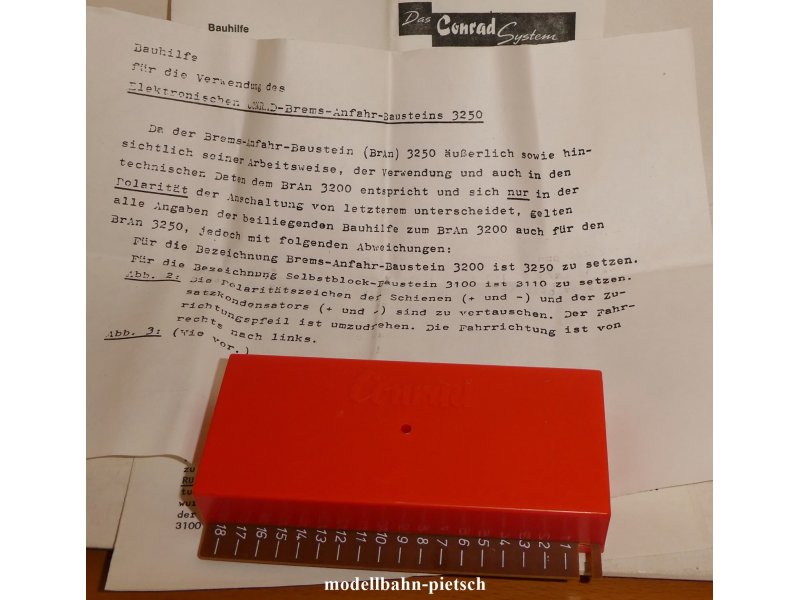 Bauhilfe
Das
Conrad
System
Bauhilfe
für die Verwendung des
Elektronischen D-Brems-Anfahr-Bausteins 3250
Da der Brems-Anfahr-Baustein (BrAn) 3250 äußerlich sowie hin-
sichtlich seiner Arbeitsweise, der Verwendung und auch in den
technischen Daten dem BrAn 3200 entspricht und sich nur in der
Polarität der Anschaltung von letzterem unterscheidet, gelten
alle Angaben der beiliegenden Bauhilfe zum BrAn 3200 auch für den
BrAn 3250, jedoch mit folgenden Abweichungen:
Für die Bezeichnung Brems-Anfahr-Baustein 3200 ist 3250 zu setzen.
Für die Bezeichnung Selbstblock-Baustein 3100 ist 3110 zu setzen.
Abb. 2: Die Polaritätszeichen der Schienen (+ und -) und der Zu-
satzkondensators (+ und -) sind zu vertauschen. Der Fahr-
richtungspfeil ist umzudrehen. Die Fahrrichtung ist von
rechts nach links.
Abb. 3: (Wie vor.)
Conrad
zu
RU
tu
wur
der
3100
18 17 16 15 14 13 12 11 10 9 8 7 6 5 4 3 2 1
modellbahn-pietsch